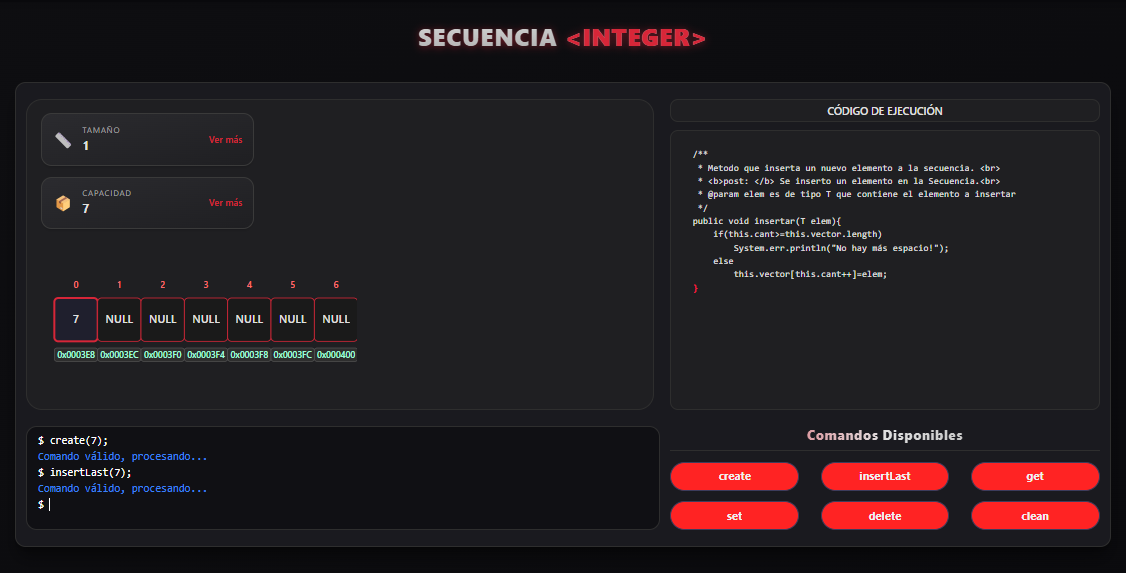 SECUENCIA <INTEGER>
TAMAÑO
1
Ver más
CAPACIDAD
7
Ver más
0 1 2 3 4 5 6
7 NULL NULL NULL NULL NULL NULL
0x0003E8 0x0003EC 0x0003F0 0x0003F4 0x0003F8 0x0003FC 0x000400
$ create(7);
Comando válido, procesando...
$ insertLast(7);
Comando válido, procesando...
$
CÓDIGO DE EJECUCIÓN
/**
 * Metodo que inserta un nuevo elemento a la secuencia. <br>
 * <b>post: </b> Se inserto un elemento en la Secuencia.<br>
 * @param elem es de tipo T que contiene el elemento a insertar
 */
public void insertar(T elem){
    if(this.cant>=this.vector.length)
        System.err.println("No hay más espacio!");
    else
        this.vector[this.cant++]=elem;
}
Comandos Disponibles
create insertLast get
set delete clean